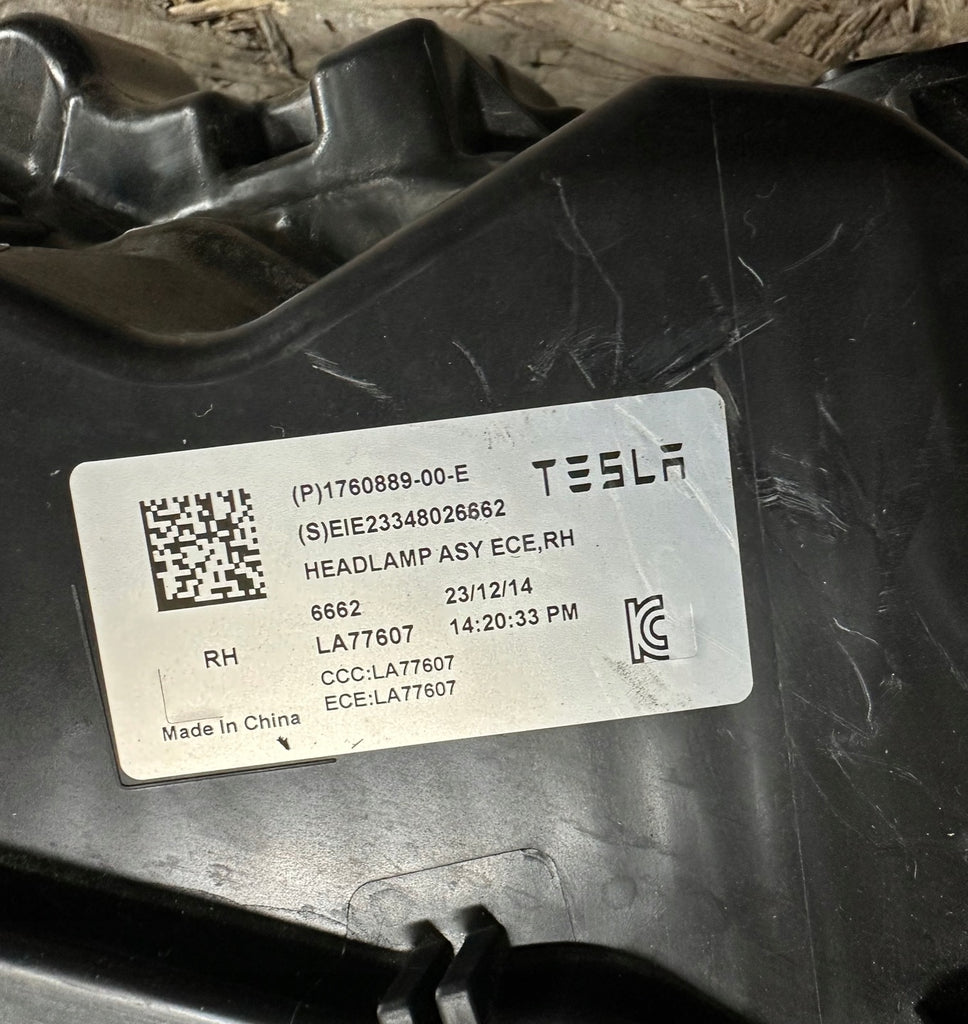 (P)1760889-00-E
TESLA
(S)EIE23348026662
HEADLAMP ASY ECE,RH
6662 23/12/14
LA77607 14:20:33 PM
RH
CCC:LA77607
ECE:LA77607
Made In China
KC